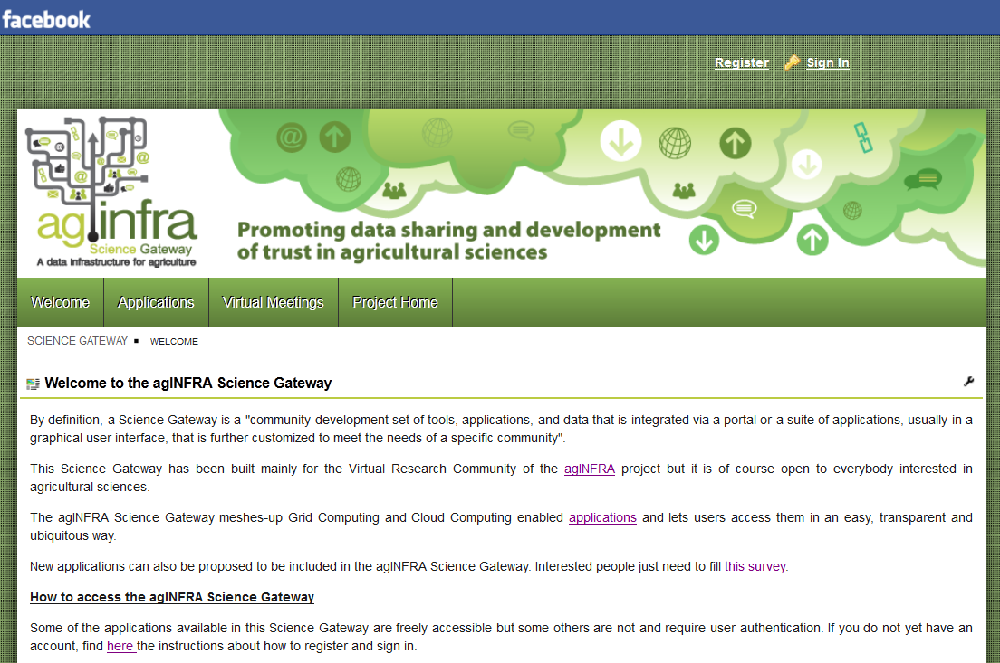 facebook
Register Sign In
aginfra
Science Gateway
A data infrastructure for agriculture
Promoting data sharing and development
of trust in agricultural sciences
Welcome Applications Virtual Meetings Project Home
SCIENCE GATEWAY ■ WELCOME
Welcome to the agINFRA Science Gateway
By definition, a Science Gateway is a "community-development set of tools, applications, and data that is integrated via a portal or a suite of applications, usually in a
graphical user interface, that is further customized to meet the needs of a specific community".
This Science Gateway has been built mainly for the Virtual Research Community of the agINFRA project but it is of course open to everybody interested in
agricultural sciences.
The agINFRA Science Gateway meshes-up Grid Computing and Cloud Computing enabled applications and lets users access them in an easy, transparent and
ubiquitous way.
New applications can also be proposed to be included in the agINFRA Science Gateway. Interested people just need to fill this survey.
How to access the agINFRA Science Gateway
Some of the applications available in this Science Gateway are freely accessible but some others are not and require user authentication. If you do not yet have an
account, find here the instructions about how to register and sign in.